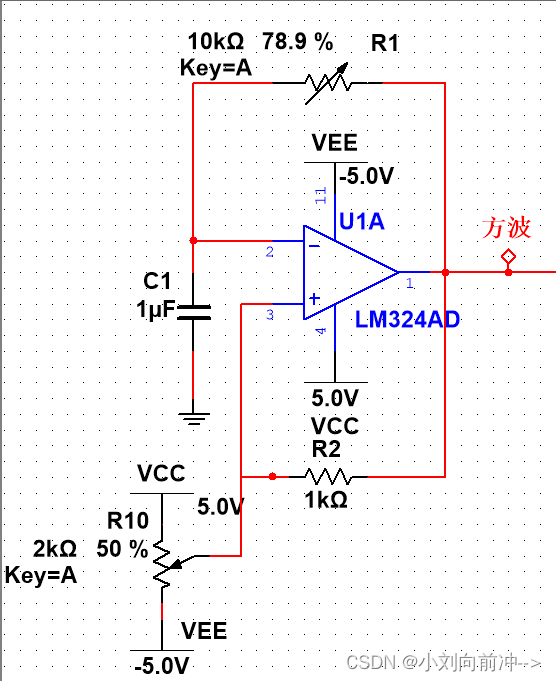 10kΩ 78.9 % R1
Key=A
VEE
-5.0V
11
U1A
方波
2
C1
1µF
1
3
4
LM324AD
5.0V
VCC
R2
VCC
5.0V
1kΩ
R10
2kΩ 50 %
Key=A
VEE
-5.0V
CSDN @小刘向前冲-->